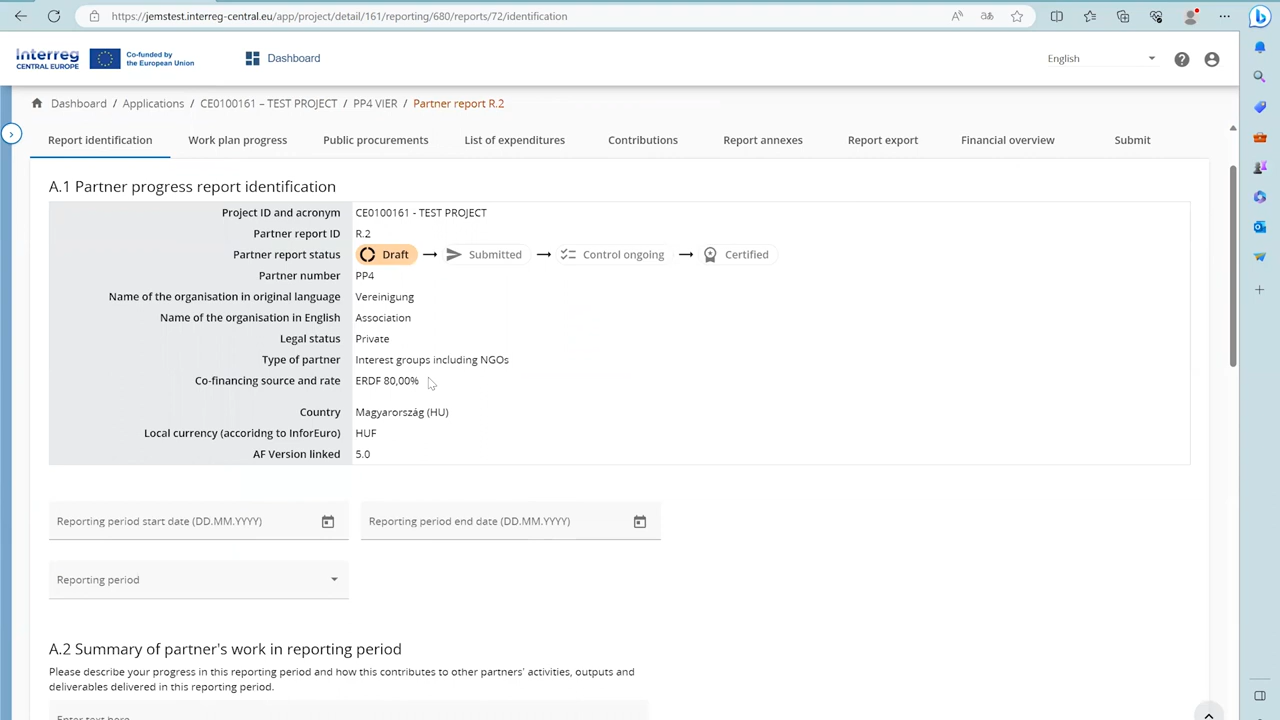 https://jemstest.interreg-central.eu/app/project/detail/161/reporting/680/reports/72/identification
Interreg
CENTRAL EUROPE
Co-funded by
the European Union
Dashboard
English
Dashboard / Applications / CE0100161 – TEST PROJECT / PP4 VIER / Partner report R.2
Report identification Work plan progress Public procurements List of expenditures Contributions Report annexes Report export Financial overview Submit
A.1 Partner progress report identification
Project ID and acronym CE0100161 - TEST PROJECT
Partner report ID R.2
Partner report status Draft → Submitted → Control ongoing → Certified
Partner number PP4
Name of the organisation in original language Vereinigung
Name of the organisation in English Association
Legal status Private
Type of partner Interest groups including NGOs
Co-financing source and rate ERDF 80,00%
Country Magyarország (HU)
Local currency (accoridng to InforEuro) HUF
AF Version linked 5.0
Reporting period start date (DD.MM.YYYY) Reporting period end date (DD.MM.YYYY)
Reporting period
A.2 Summary of partner's work in reporting period
Please describe your progress in this reporting period and how this contributes to other partners' activities, outputs and
deliverables delivered in this reporting period.
Enter text here